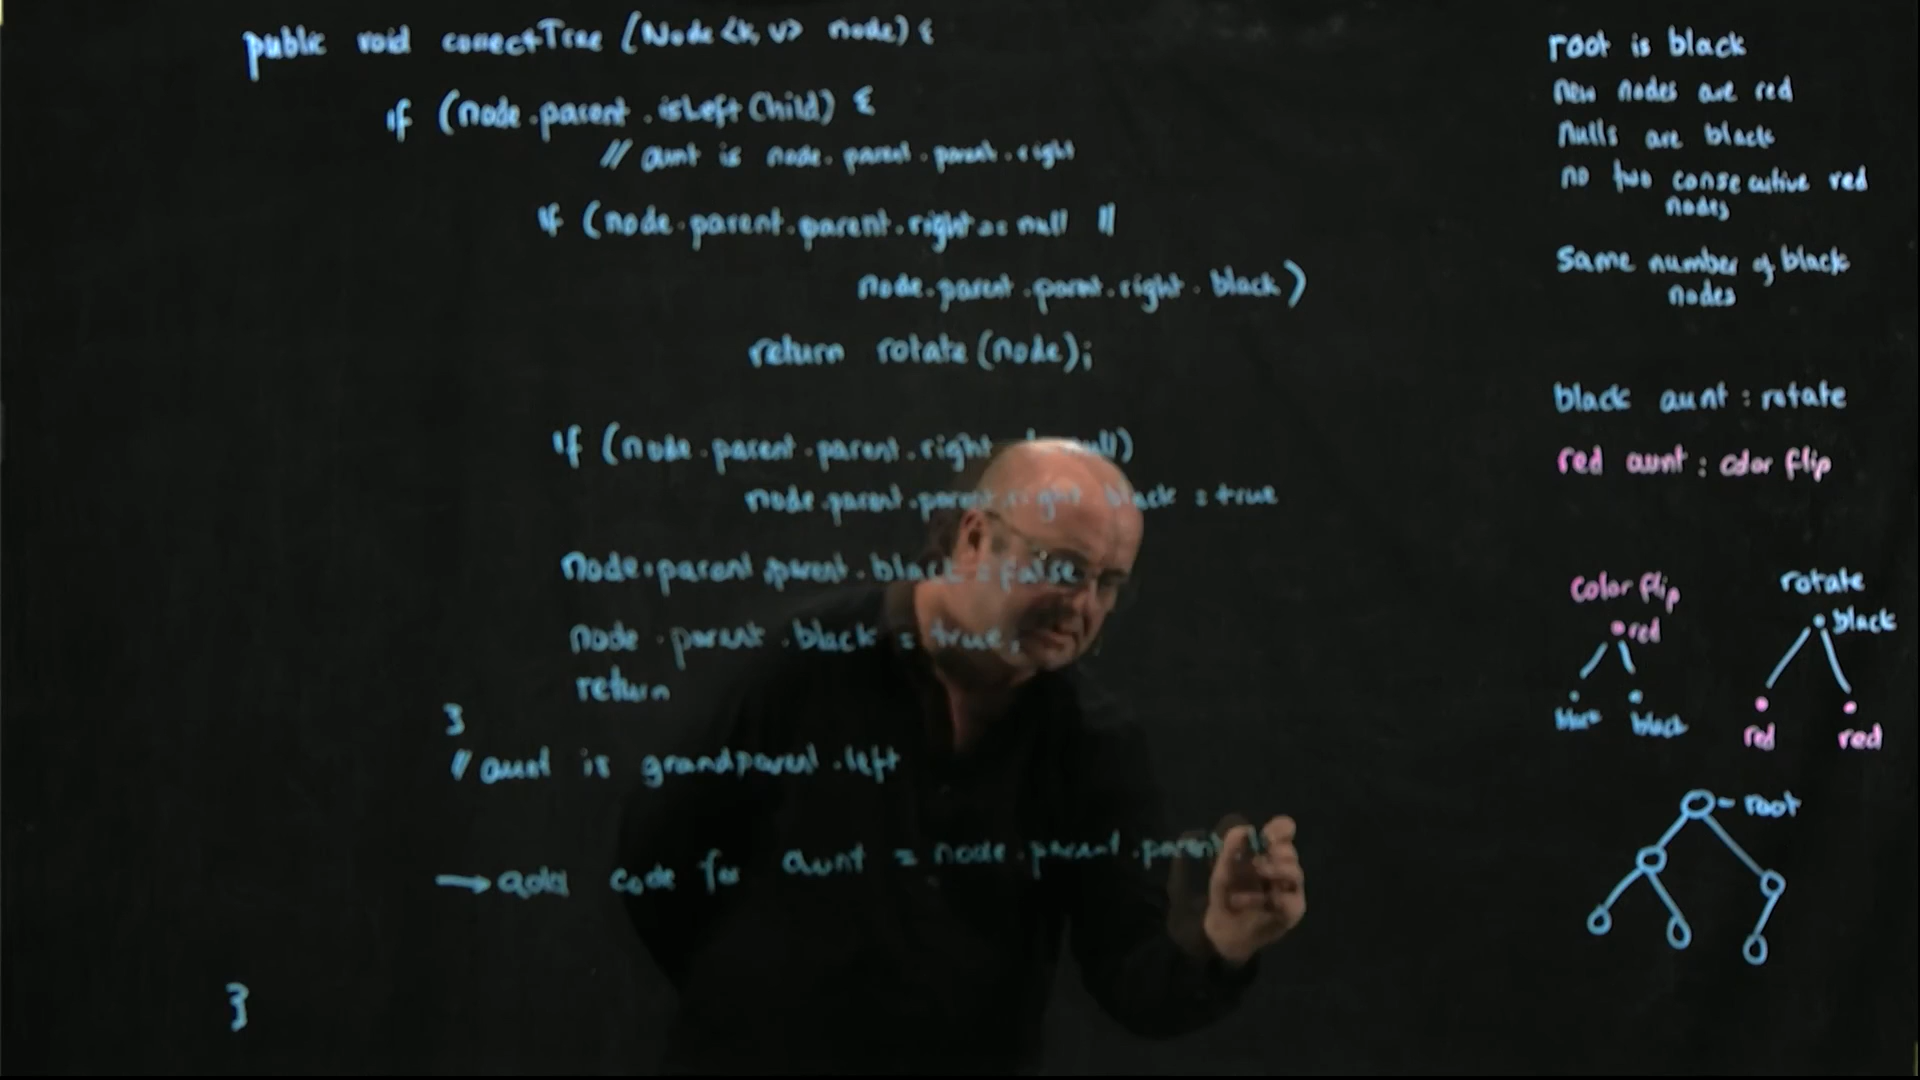 public void correctTree (Node <k, v> node) {
if (node.parent.isLeftChild) {
// aunt is node.parent.parent.right
if (node.parent.parent.right == null ||
node.parent.parent.right.black)
return rotate (node);
if (node.parent.parent.right != null)
node.parent.parent.right.black = true
node.parent.parent.black = false
node.parent.black = true;
return
}
// aunt is grandparent.left
→ add code for aunt = node.parent.parent.
}
root is black
new nodes are red
nulls are black
no two consecutive red
nodes
same number of black
nodes
black aunt : rotate
red aunt : color flip
color flip
red
black black
rotate
black
red red
- root